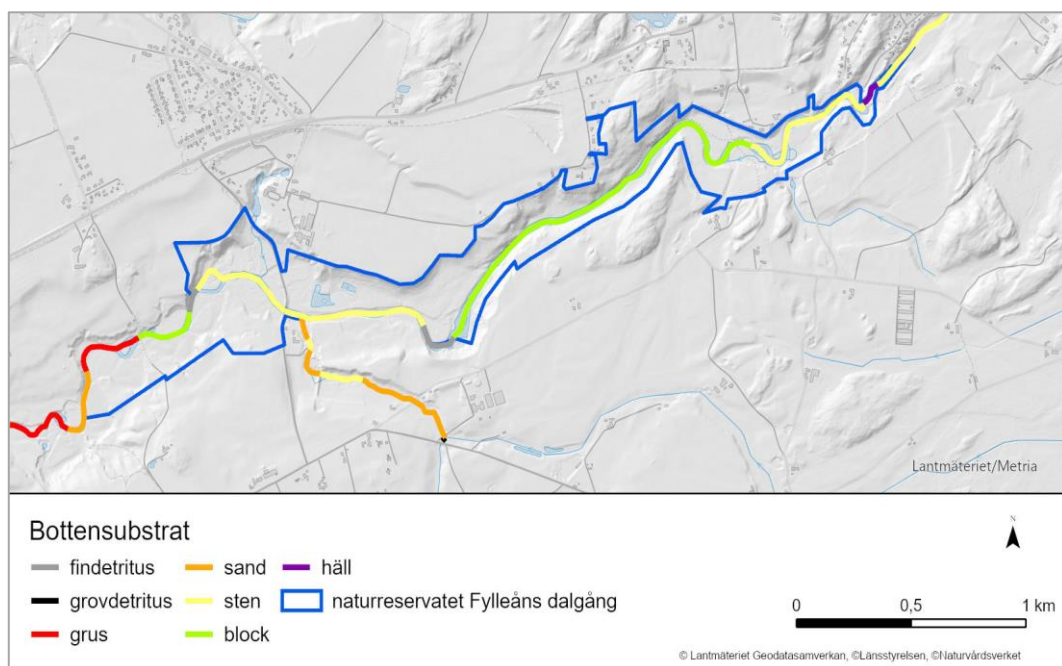 Lantmäteriet/Metria
Bottensubstrat
N
findetritus
sand
häll
grovdetritus
sten
naturreservatet Fylleåns dalgång
grus
block
0
0,5
1 km
© Lantmäteriet Geodatasamverkan, ©Länsstyrelsen, ©Naturvårdsverket